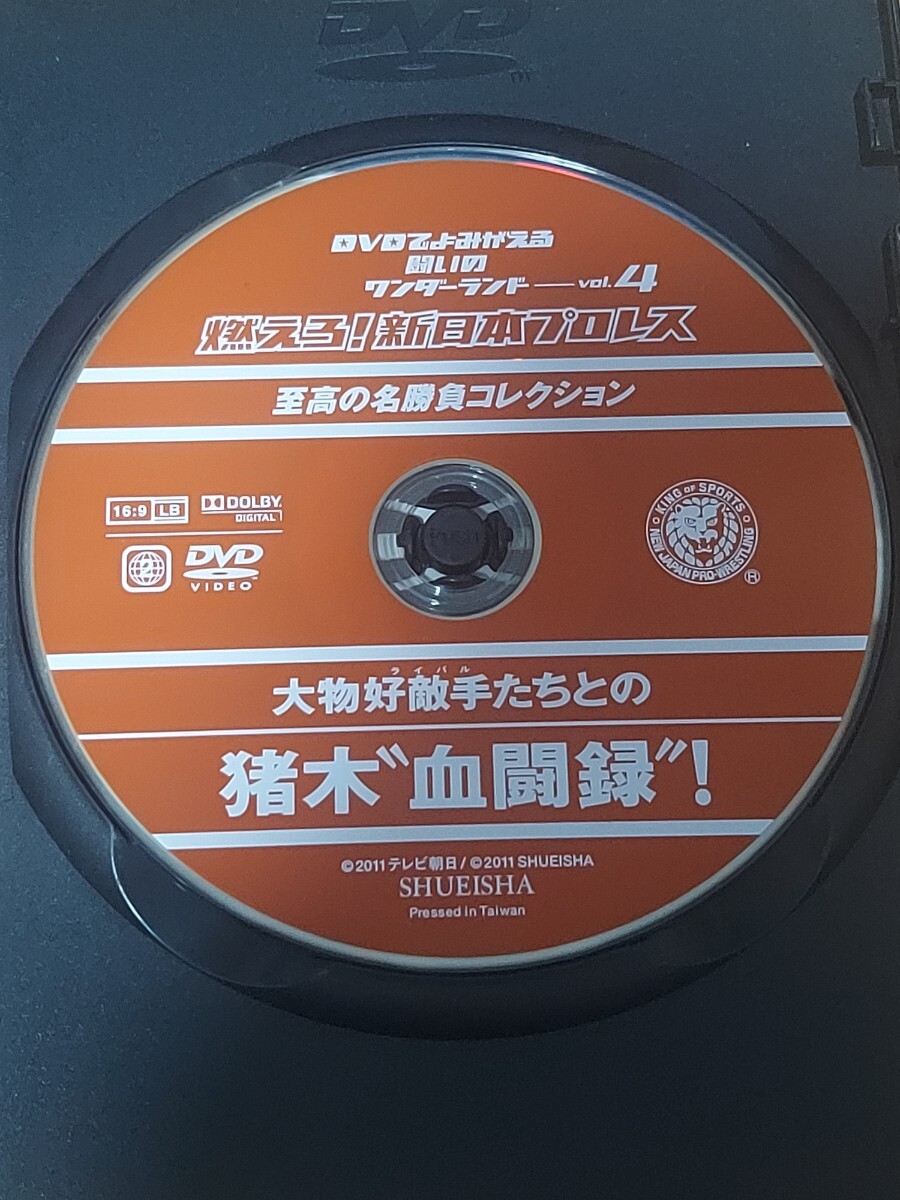 DVD
DVDでよみがえる
闘いの
ワンダーランド — vol.4
燃えろ!新日本プロレス
至高の名勝負コレクション
16:9 LB
DOLBY
DIGITAL
2
DVD
VIDEO
KING OF SPORTS
NEW JAPAN PRO-WRESTLING
®
ライバル
大物好敵手たちとの
猪木〝血闘録〟!
©2011 テレビ朝日/©2011 SHUEISHA
SHUEISHA
Pressed in Taiwan